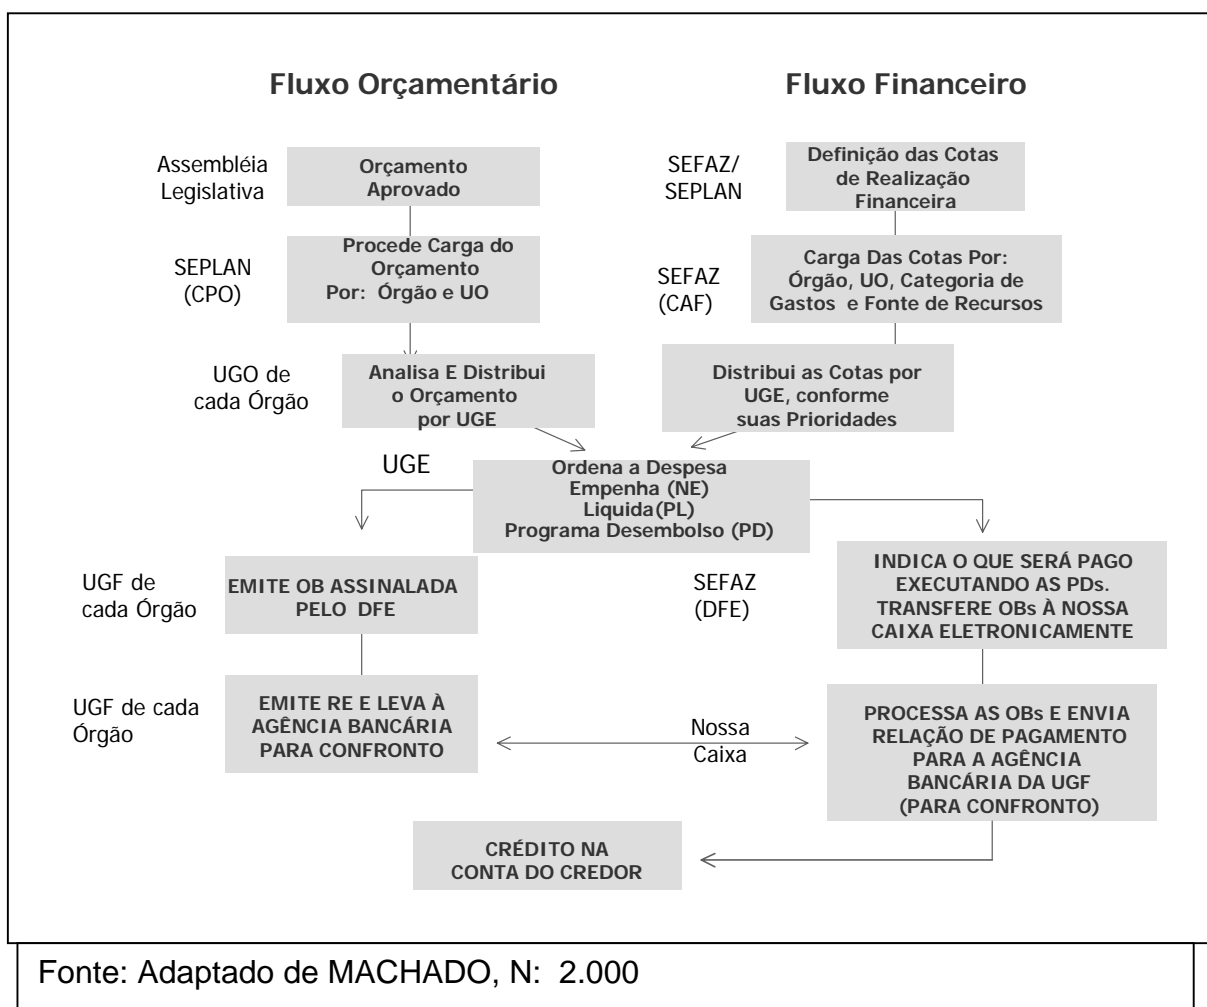 Fluxo Orçamentário
Fluxo Financeiro
Assembléia
Legislativa
Orçamento
Aprovado
SEFAZ/
SEPLAN
Definição das Cotas
de Realização
Financeira
SEPLAN
(CPO)
Procede Carga do
Orçamento
Por: Órgão e UO
SEFAZ
(CAF)
Carga Das Cotas Por:
Órgão, UO, Categoria de
Gastos e Fonte de Recursos
UGO de
cada Órgão
Analisa E Distribui
o Orçamento
por UGE
Distribui as Cotas por
UGE, conforme
suas Prioridades
UGE
Ordena a Despesa
Empenha (NE)
Liquida(PL)
Programa Desembolso (PD)
UGF de
cada Órgão
EMITE OB ASSINALADA
PELO DFE
SEFAZ
(DFE)
INDICA O QUE SERÁ PAGO
EXECUTANDO AS PDs.
TRANSFERE OBs À NOSSA
CAIXA ELETRONICAMENTE
UGF de cada
Órgão
EMITE RE E LEVA À
AGÊNCIA BANCÁRIA
PARA CONFRONTO
Nossa
Caixa
PROCESSA AS OBs E ENVIA
RELAÇÃO DE PAGAMENTO
PARA A AGÊNCIA
BANCÁRIA DA UGF
(PARA CONFRONTO)
CRÉDITO NA
CONTA DO CREDOR
Fonte: Adaptado de MACHADO, N: 2.000